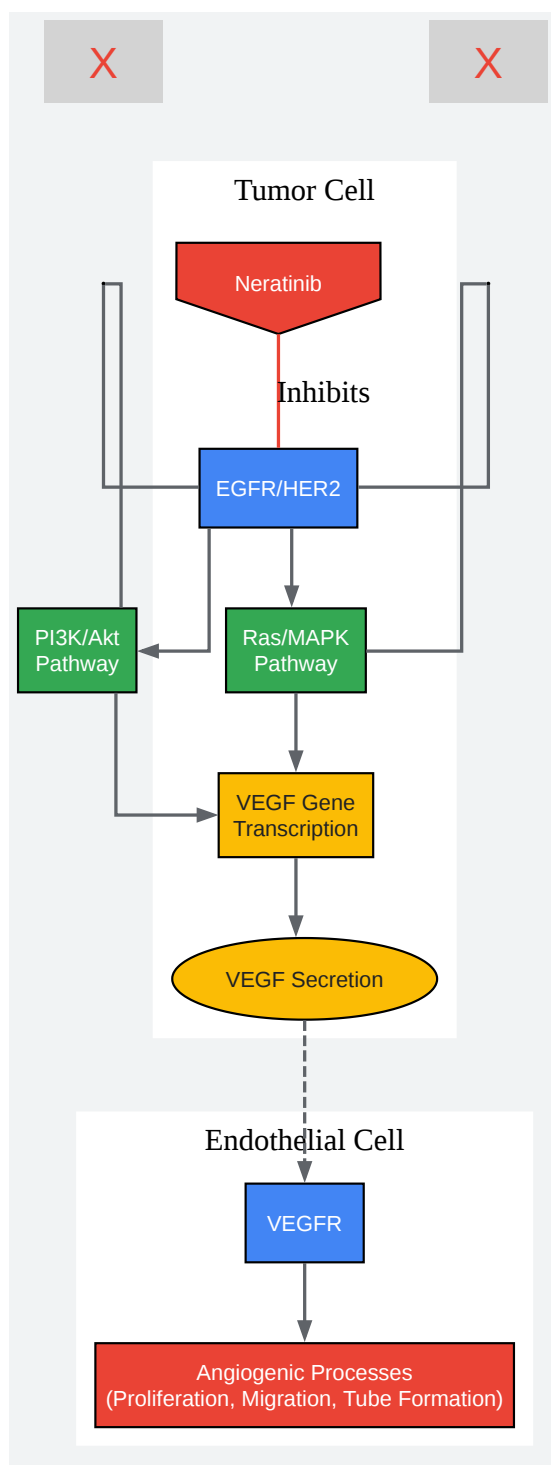 X
X
Tumor Cell
Neratinib
Inhibits
EGFR/HER2
PI3K/Akt
Pathway
Ras/MAPK
Pathway
VEGF Gene
Transcription
VEGF Secretion
Endothelial Cell
VEGFR
Angiogenic Processes
(Proliferation, Migration, Tube Formation)